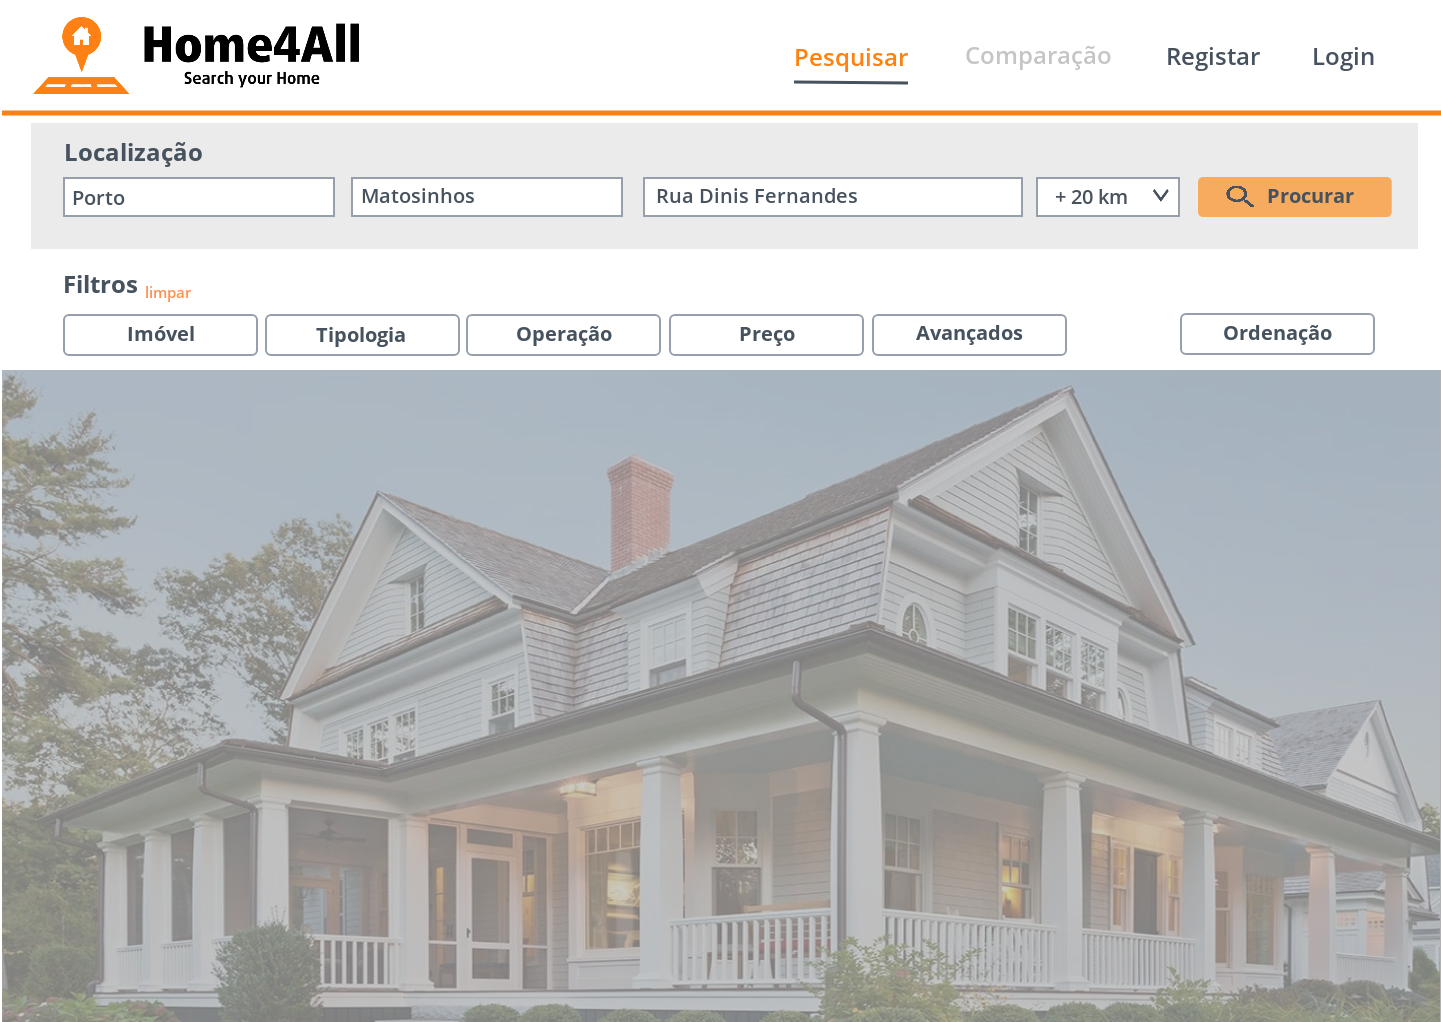 Home4All
Search your Home
Pesquisar Comparação Registar Login
Localização
Porto Matosinhos Rua Dinis Fernandes + 20 km Procurar
Filtros limpar
Imóvel Tipologia Operação Preço Avançados Ordenação